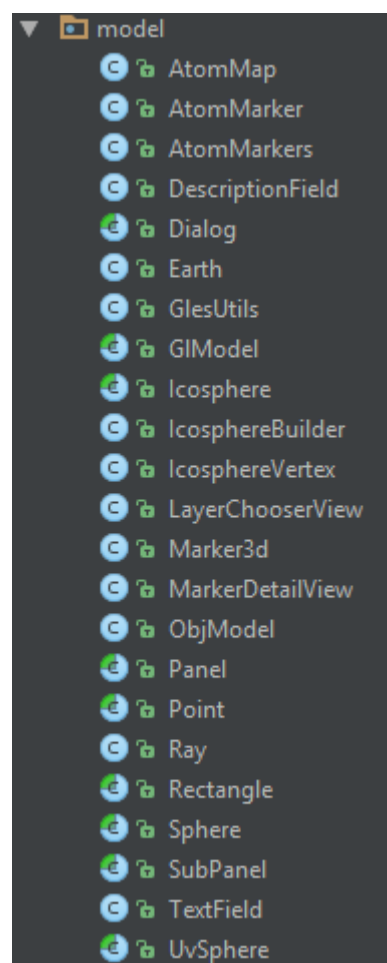 model
AtomMap
AtomMarker
AtomMarkers
DescriptionField
Dialog
Earth
GlesUtils
GlModel
Icosphere
IcosphereBuilder
IcosphereVertex
LayerChooserView
Marker3d
MarkerDetailView
ObjModel
Panel
Point
Ray
Rectangle
Sphere
SubPanel
TextField
UvSphere